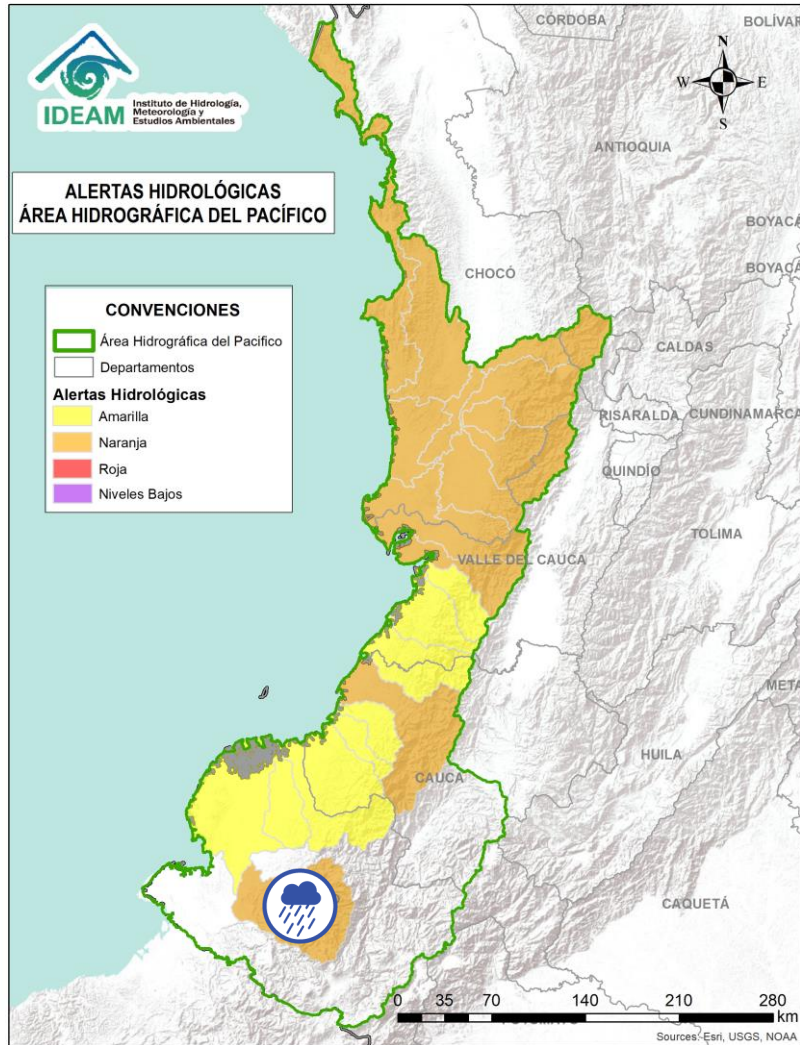 CÓRDOBA
BOLÍVAR
N
W
E
S
IDEAM
Instituto de Hidrología,
Meteorología y
Estudios Ambientales
ANTIOQUIA
ALERTAS HIDROLÓGICAS
ÁREA HIDROGRÁFICA DEL PACÍFICO
BOYACÁ
BOYACÁ
CHOCÓ
CONVENCIONES
Área Hidrográfica del Pacifico
Departamentos
Alertas Hidrológicas
Amarilla
Naranja
Roja
Niveles Bajos
CALDAS
RISARALDA
CUNDINAMARCA
QUINDÍO
TOLIMA
VALLE DEL CAUCA
META
HUILA
CAUCA
CAQUETÁ
0 35 70 140 210 280
km
Sources: Esri, USGS, NOAA